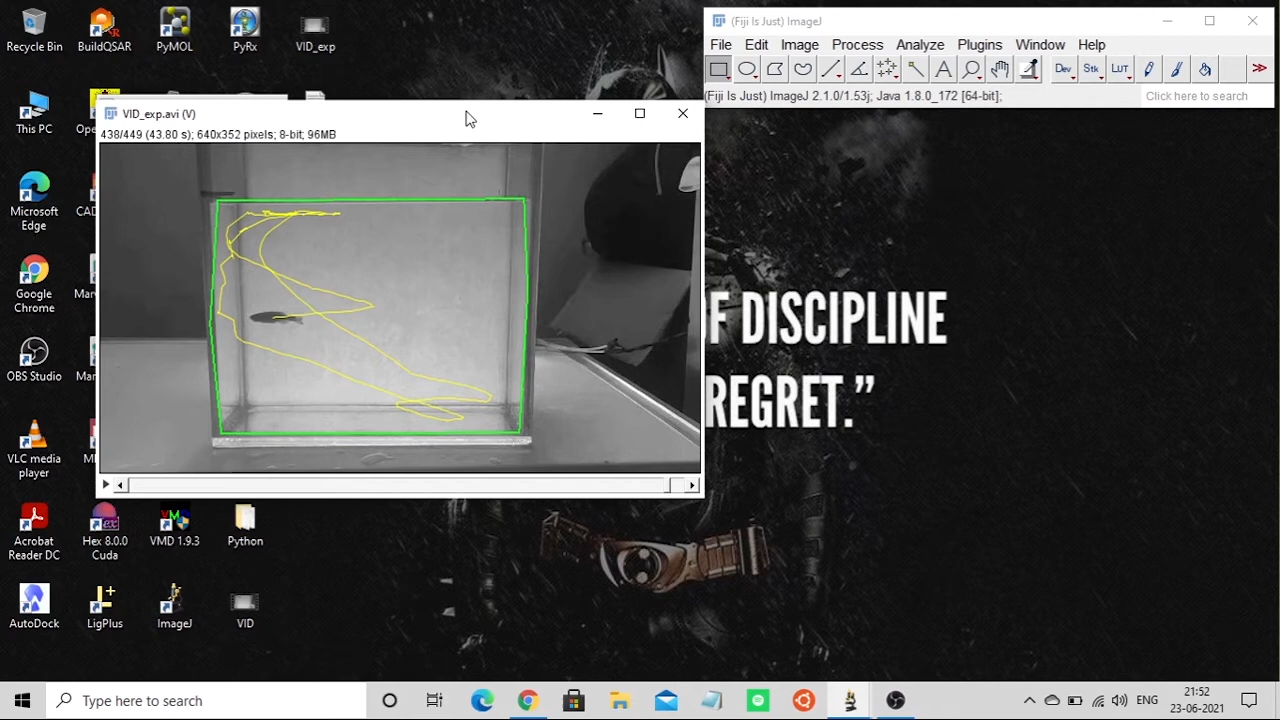 Recycle Bin
BuildQSAR
PyMOL
PyRx
VID_exp
(Fiji Is Just) ImageJ
File Edit Image Process Analyze Plugins Window Help
Dev Stk LUT
(Fiji Is Just) ImageJ 2.1.0/1.53j; Java 1.8.0_172 [64-bit];
Click here to search
This PC
VID_exp.avi (V)
438/449 (43.80 s); 640x352 pixels; 8-bit; 96MB
Microsoft
Edge
Google
Chrome
OBS Studio
VLC media
player
F DISCIPLINE
REGRET.”
Acrobat
Reader DC
Hex 8.0.0
Cuda
VMD 1.9.3
Python
AutoDock
LigPlus
ImageJ
VID
Type here to search
ENG
21:52
23-06-2021